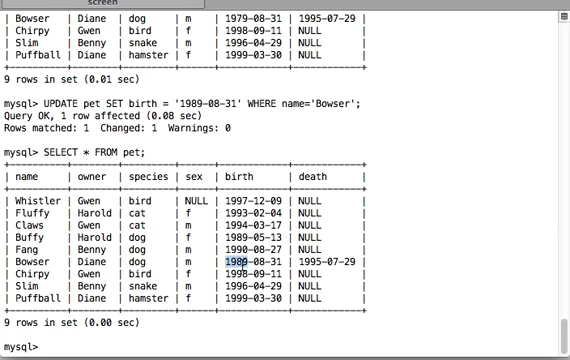 screen
| Bowser | Diane | dog | m | 1979-08-31 | 1995-07-29 |
| Chirpy | Gwen | bird | f | 1998-09-11 | NULL |
| Slim | Benny | snake | m | 1996-04-29 | NULL |
| Puffball | Diane | hamster | f | 1999-03-30 | NULL |
9 rows in set (0.01 sec)
mysql> UPDATE pet SET birth = '1989-08-31' WHERE name='Bowser';
Query OK, 1 row affected (0.08 sec)
Rows matched: 1 Changed: 1 Warnings: 0
mysql> SELECT * FROM pet;
| name | owner | species | sex | birth | death |
| Whistler | Gwen | bird | NULL | 1997-12-09 | NULL |
| Fluffy | Harold | cat | f | 1993-02-04 | NULL |
| Claws | Gwen | cat | m | 1994-03-17 | NULL |
| Buffy | Harold | dog | f | 1989-05-13 | NULL |
| Fang | Benny | dog | m | 1990-08-27 | NULL |
| Bowser | Diane | dog | m | 1989-08-31 | 1995-07-29 |
| Chirpy | Gwen | bird | f | 1998-09-11 | NULL |
| Slim | Benny | snake | m | 1996-04-29 | NULL |
| Puffball | Diane | hamster | f | 1999-03-30 | NULL |
9 rows in set (0.00 sec)
mysql>